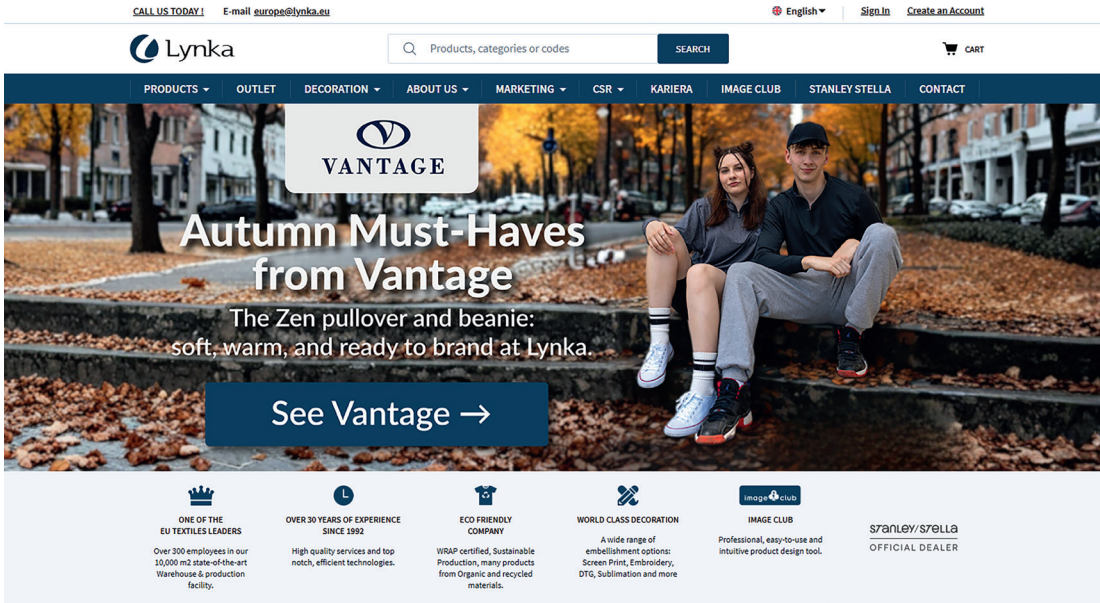 CALL US TODAY ! E-mail europe@lynka.eu English Sign In Create an Account
Lynka Products, categories or codes SEARCH CART
PRODUCTS OUTLET DECORATION ABOUT US MARKETING CSR KARIERA IMAGE CLUB STANLEY STELLA CONTACT
VANTAGE
Autumn Must-Haves
from Vantage
The Zen pullover and beanie:
soft, warm, and ready to brand at Lynka.
See Vantage →
ONE OF THE
EU TEXTILES LEADERS
Over 300 employees in our
10,000 m2 state-of-the-art
Warehouse & production
facility.
OVER 30 YEARS OF EXPERIENCE
SINCE 1992
High quality services and top
notch, efficient technologies.
ECO FRIENDLY
COMPANY
WRAP certified, Sustainable
Production, many products
from Organic and recycled
materials.
WORLD CLASS DECORATION
A wide range of
embellishment options:
Screen Print, Embroidery,
DTG, Sublimation and more
image club
IMAGE CLUB
Professional, easy-to-use and
intuitive product design tool.
STANLEY/STELLA
OFFICIAL DEALER